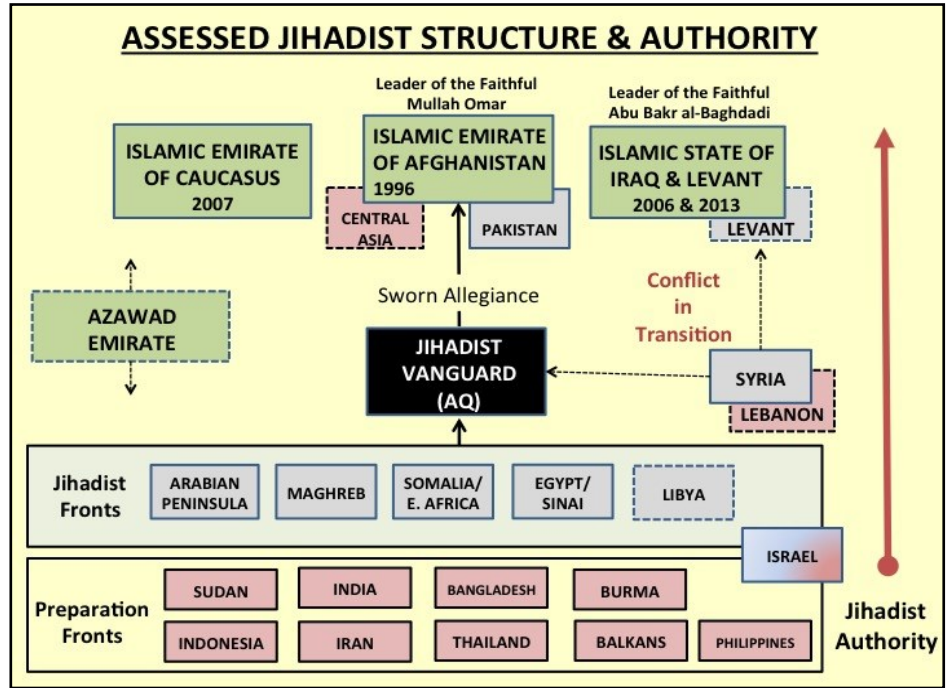 ASSESSED JIHADIST STRUCTURE & AUTHORITY
Leader of the Faithful
Mullah Omar
Leader of the Faithful
Abu Bakr al-Baghdadi
ISLAMIC EMIRATE
OF CAUCASUS
2007
ISLAMIC EMIRATE
OF AFGHANISTAN
1996
ISLAMIC STATE OF
IRAQ & LEVANT
2006 & 2013
CENTRAL
ASIA
PAKISTAN
LEVANT
Sworn Allegiance
Conflict
in
Transition
AZAWAD
EMIRATE
JIHADIST
VANGUARD
(AQ)
SYRIA
LEBANON
Jihadist
Fronts
ARABIAN
PENINSULA
MAGHREB
SOMALIA/
E. AFRICA
EGYPT/
SINAI
LIBYA
ISRAEL
Preparation
Fronts
SUDAN
INDIA
BANGLADESH
BURMA
INDONESIA
IRAN
THAILAND
BALKANS
PHILIPPINES
Jihadist
Authority